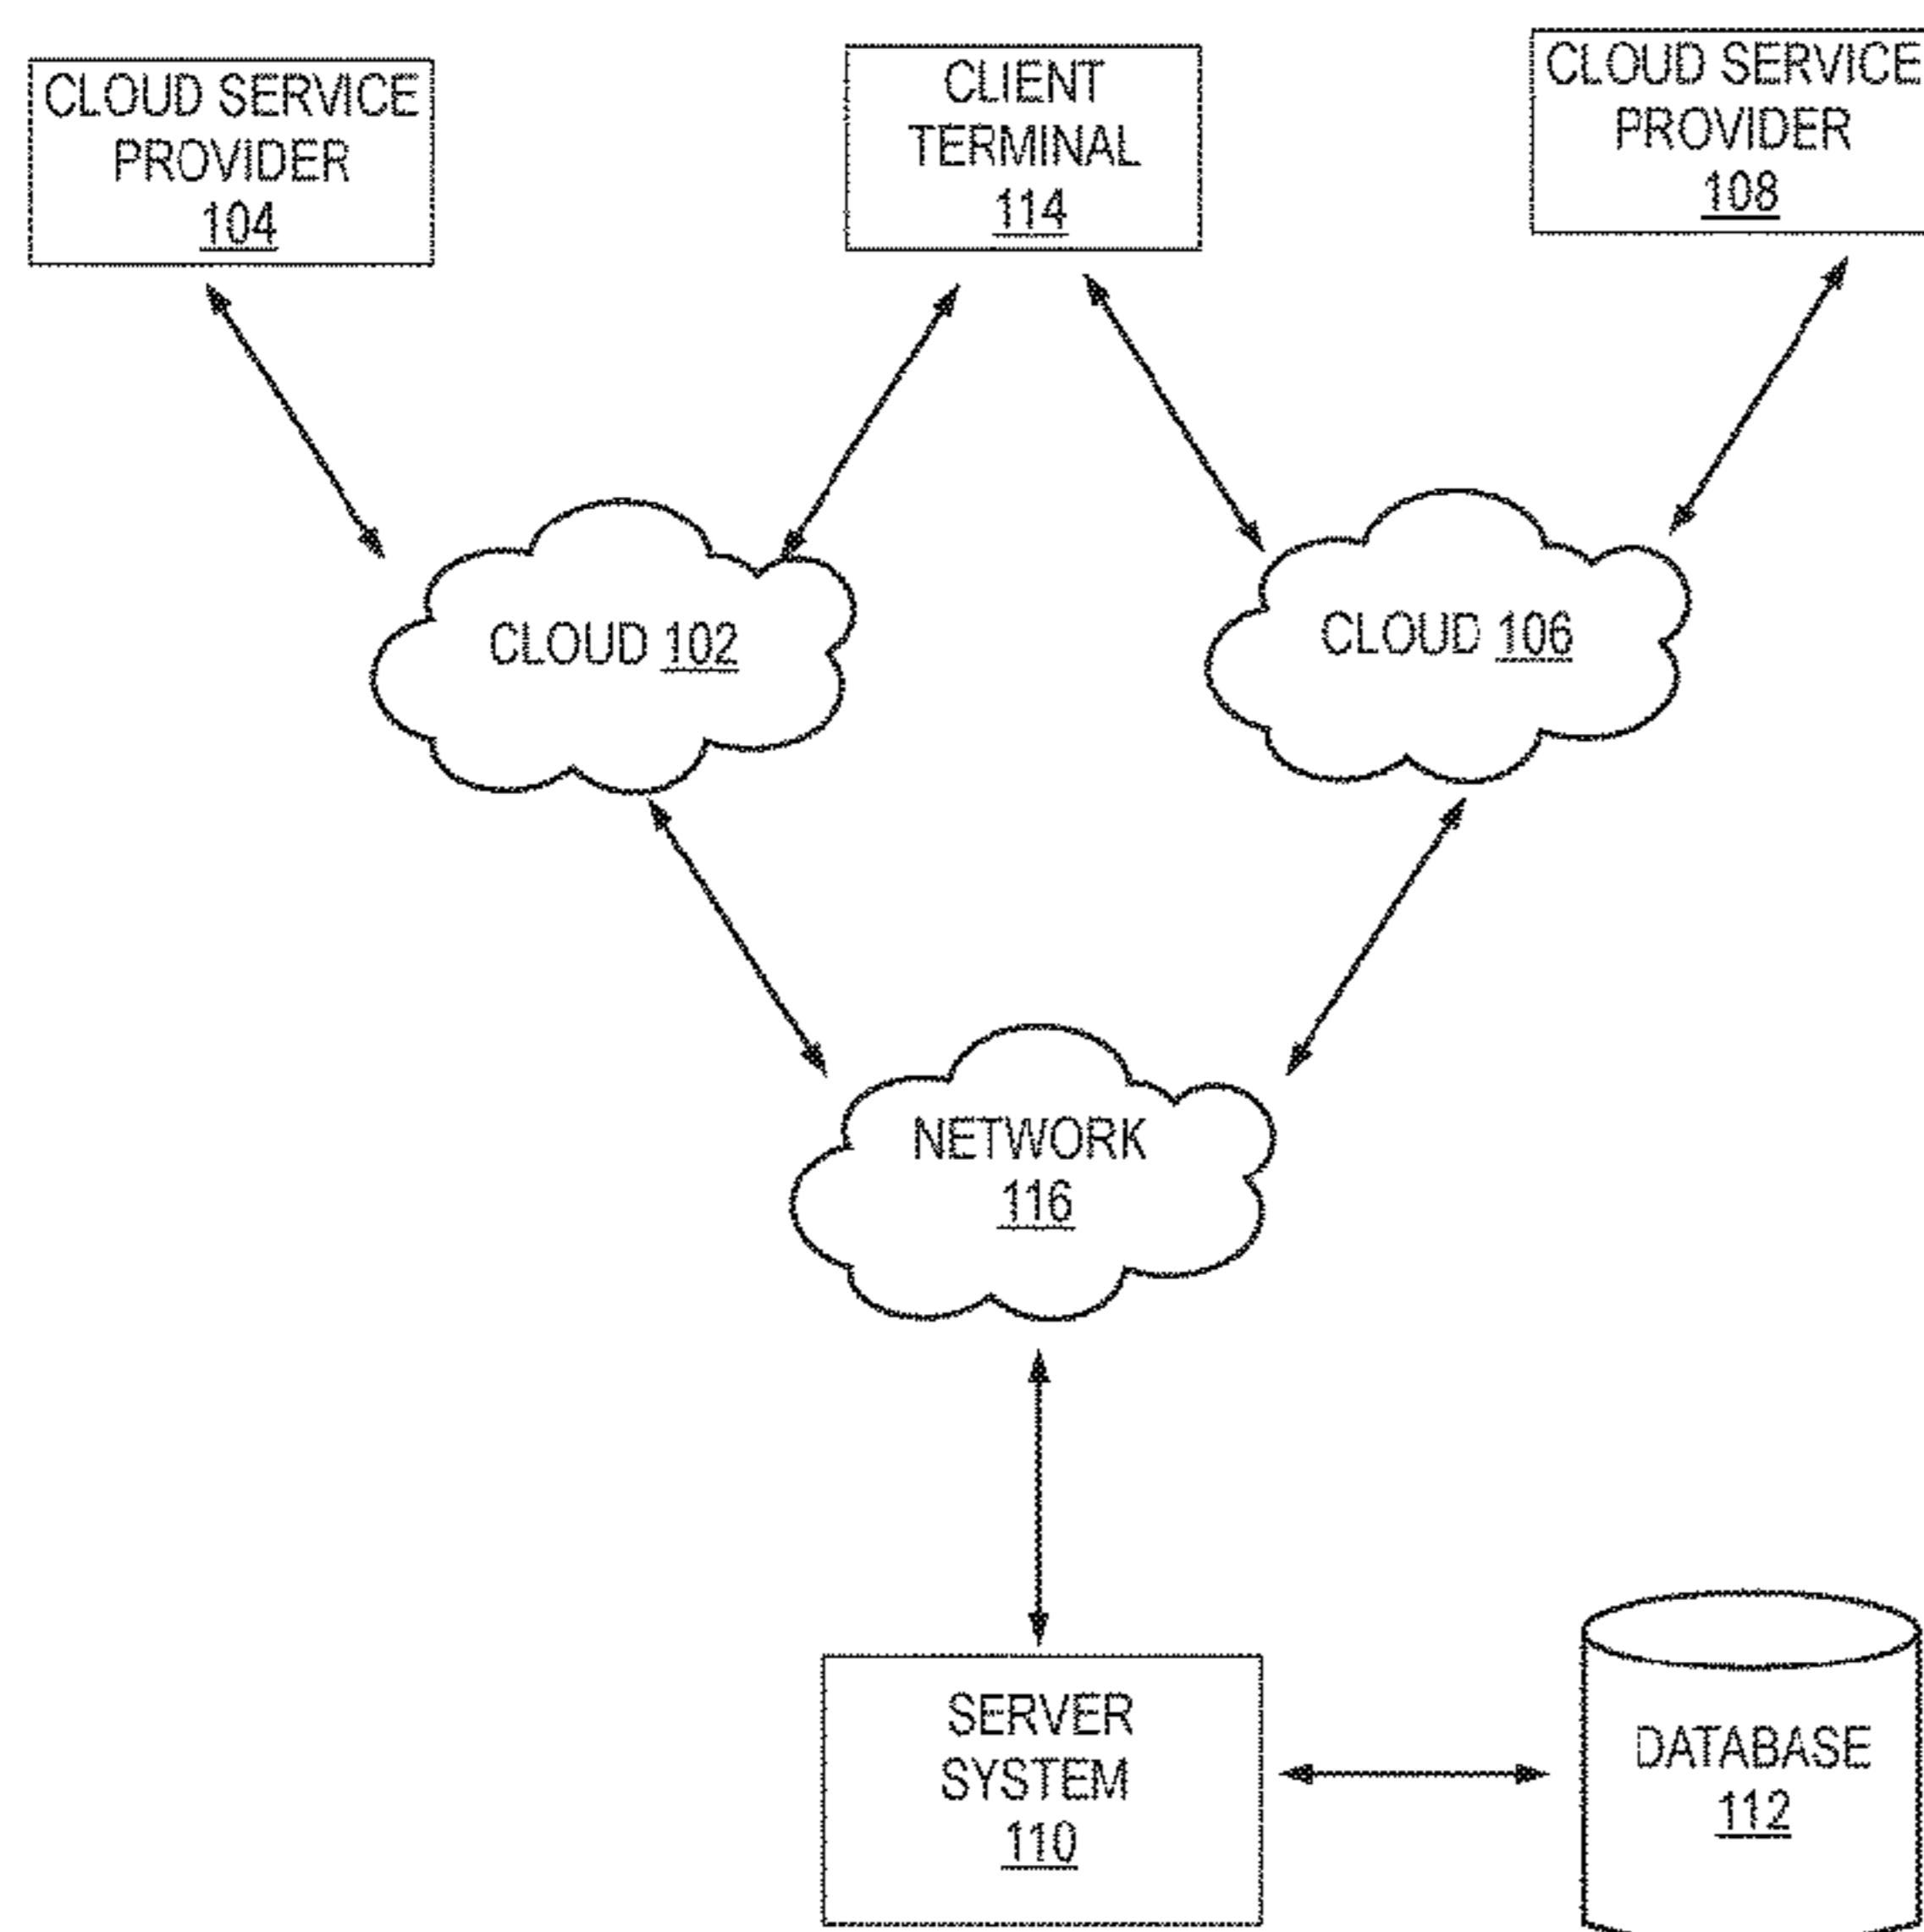 CLOUD SERVICE
PROVIDER
104
CLIENT
TERMINAL
114
CLOUD SERVICE
PROVIDER
108
CLOUD 102
CLOUD 106
NETWORK
116
SERVER
SYSTEM
110
DATABASE
112